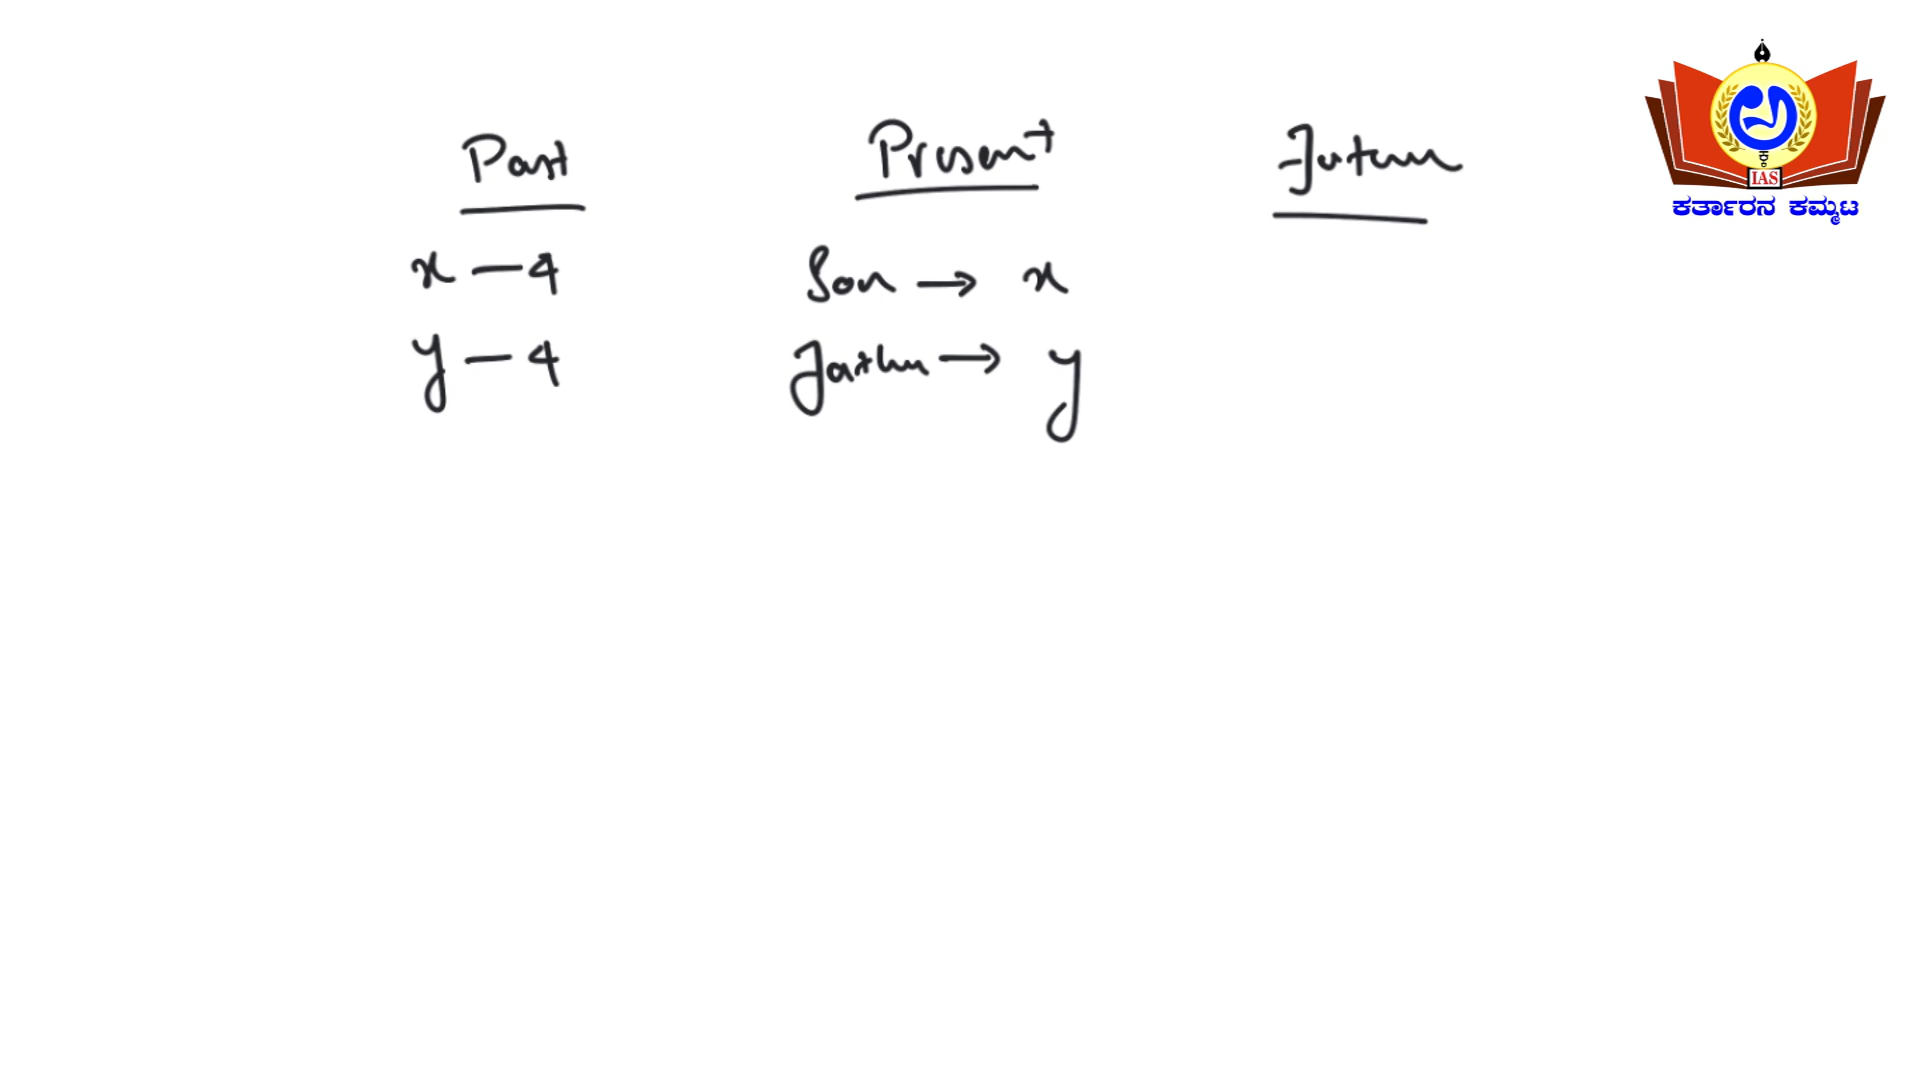 Past Present Future
x - 4 Son → x
y - 4 Father → y
IAS
ಕರ್ತಾರನ ಕಮ್ಮಟ